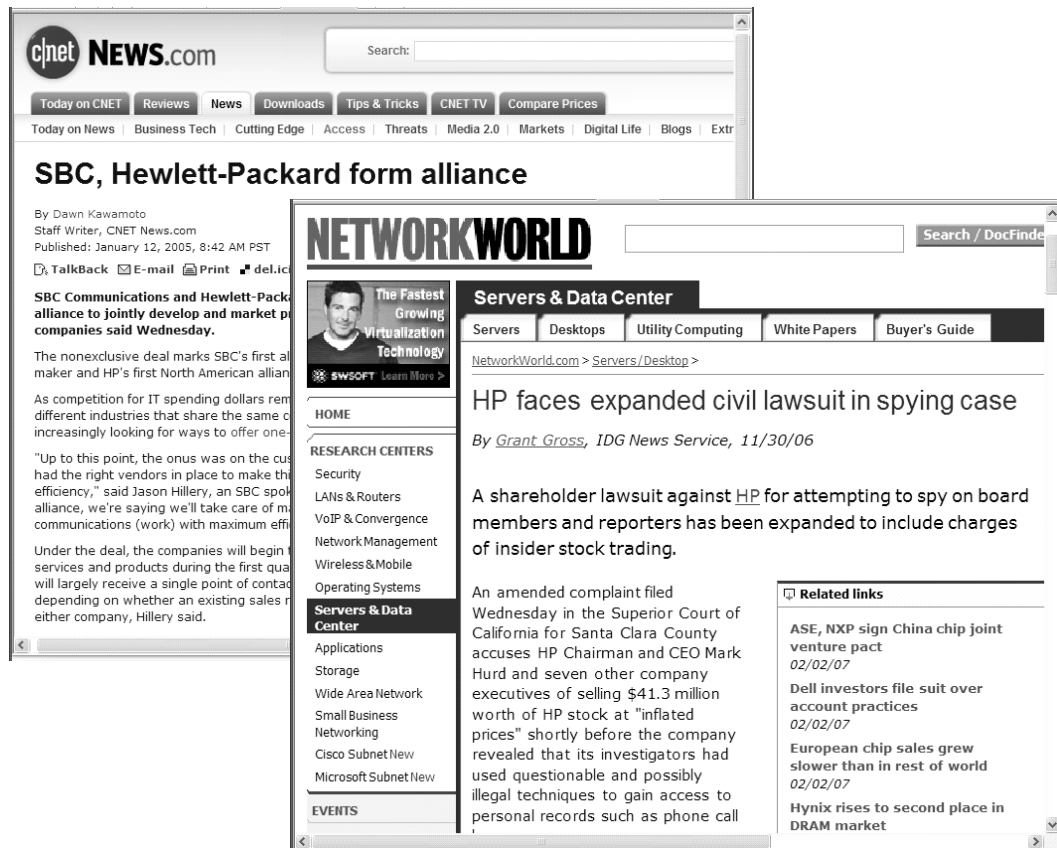 c|net NEWS.com
Search:
Today on CNET Reviews News Downloads Tips & Tricks CNET TV Compare Prices
Today on News | Business Tech | Cutting Edge | Access | Threats | Media 2.0 | Markets | Digital Life | Blogs | Extr
SBC, Hewlett-Packard form alliance
By Dawn Kawamoto
Staff Writer, CNET News.com
Published: January 12, 2005, 8:42 AM PST
TalkBack E-mail Print del.ici
SBC Communications and Hewlett-Packa
alliance to jointly develop and market pr
companies said Wednesday.
The nonexclusive deal marks SBC's first al
maker and HP's first North American allian
As competition for IT spending dollars rem
different industries that share the same c
increasingly looking for ways to offer one-
"Up to this point, the onus was on the cus
had the right vendors in place to make thi
efficiency," said Jason Hillery, an SBC spok
alliance, we're saying we'll take care of ma
communications (work) with maximum effi
Under the deal, the companies will begin t
services and products during the first qua
will largely receive a single point of contac
depending on whether an existing sales r
either company, Hillery said.
NETWORKWORLD
Search / DocFinde
The Fastest
Growing
Virtualization
Technology
SWSOFT Learn More >
HOME
RESEARCH CENTERS
Security
LANs & Routers
VoIP & Convergence
Network Management
Wireless & Mobile
Operating Systems
Servers & Data
Center
Applications
Storage
Wide Area Network
Small Business
Networking
Cisco Subnet New
Microsoft Subnet New
EVENTS
Servers & Data Center
Servers Desktops Utility Computing White Papers Buyer's Guide
NetworkWorld.com > Servers/Desktop >
HP faces expanded civil lawsuit in spying case
By Grant Gross, IDG News Service, 11/30/06
A shareholder lawsuit against HP for attempting to spy on board
members and reporters has been expanded to include charges
of insider stock trading.
An amended complaint filed
Wednesday in the Superior Court of
California for Santa Clara County
accuses HP Chairman and CEO Mark
Hurd and seven other company
executives of selling $41.3 million
worth of HP stock at "inflated
prices" shortly before the company
revealed that its investigators had
used questionable and possibly
illegal techniques to gain access to
personal records such as phone call
Related links
ASE, NXP sign China chip joint
venture pact
02/02/07
Dell investors file suit over
account practices
02/02/07
European chip sales grew
slower than in rest of world
02/02/07
Hynix rises to second place in
DRAM market